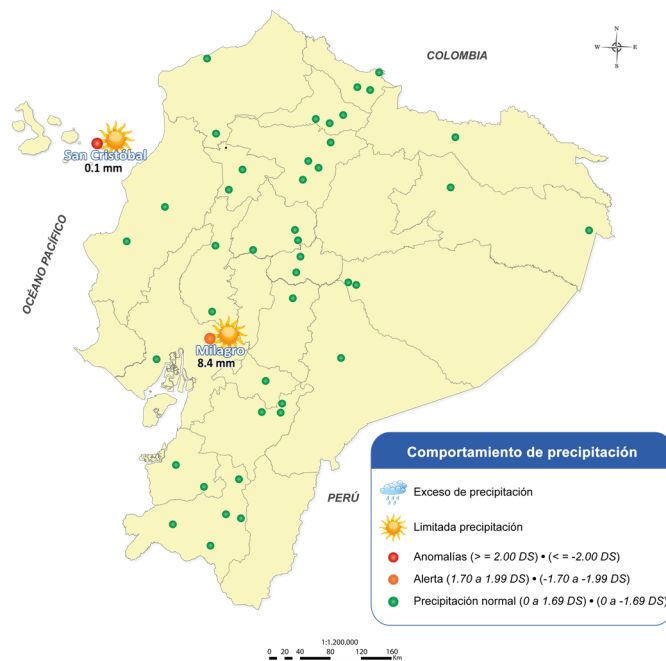 COLOMBIA
N
W
E
S
San Cristóbal
0.1 mm
OCÉANO PACÍFICO
Milagro
8.4 mm
PERÚ
Comportamiento de precipitación
Exceso de precipitación
Limitada precipitación
Anomalías (> = 2.00 DS) • (< = -2.00 DS)
Alerta (1.70 a 1.99 DS) • (-1.70 a -1.99 DS)
Precipitación normal (0 a 1.69 DS) • (0 a -1.69 DS)
1:1.200.000
0 20 40 80 120 160
Km